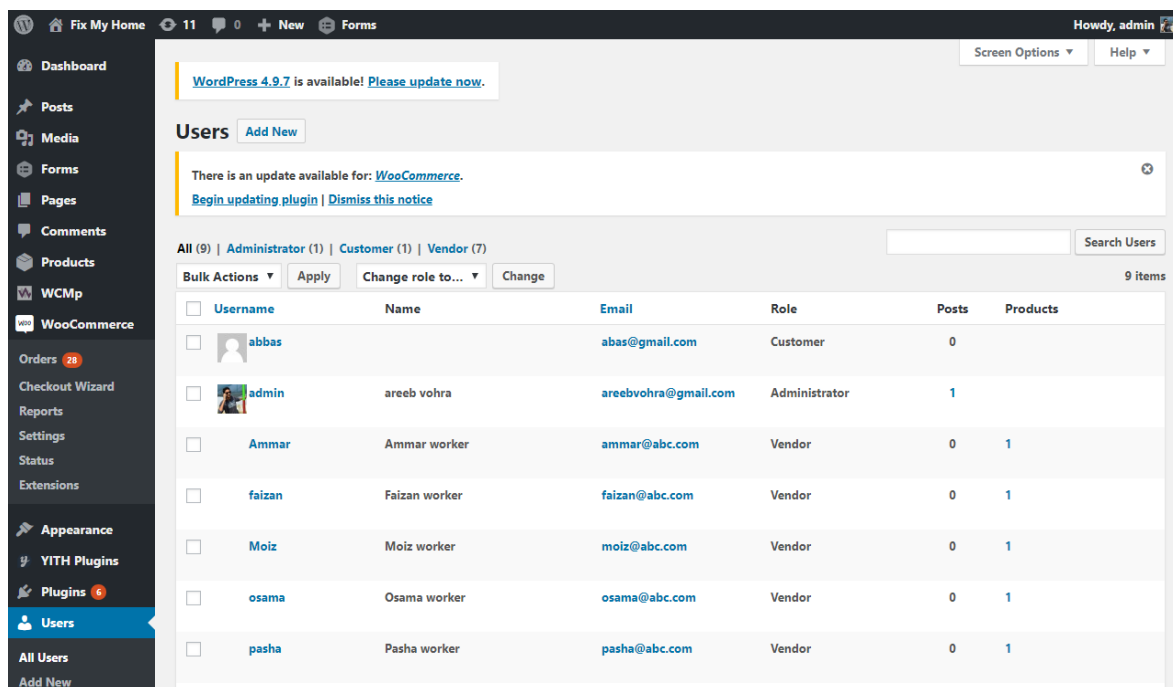 Fix My Home 11 0 New Forms Howdy, admin
Screen Options Help
Dashboard
Posts
Media
Forms
Pages
Comments
Products
WCMp
WooCommerce
Orders 28
Checkout Wizard
Reports
Settings
Status
Extensions
Appearance
YITH Plugins
Plugins 6
Users
All Users
Add New
WordPress 4.9.7 is available! Please update now.
Users Add New
There is an update available for: WooCommerce.
Begin updating plugin | Dismiss this notice
All (9) | Administrator (1) | Customer (1) | Vendor (7)
Search Users
Bulk Actions Apply Change role to... Change 9 items
Username Name Email Role Posts Products
abbas abas@gmail.com Customer 0
admin areeb vohra areebvohra@gmail.com Administrator 1
Ammar Ammar worker ammar@abc.com Vendor 0 1
faizan Faizan worker faizan@abc.com Vendor 0 1
Moiz Moiz worker moiz@abc.com Vendor 0 1
osama Osama worker osama@abc.com Vendor 0 1
pasha Pasha worker pasha@abc.com Vendor 0 1